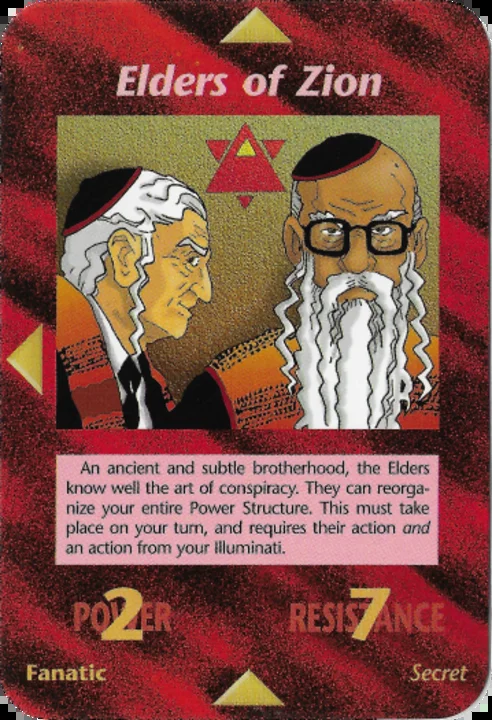 Elders of Zion
An ancient and subtle brotherhood, the Elders
know well the art of conspiracy. They can reorga-
nize your entire Power Structure. This must take
place on your turn, and requires their action and
an action from your Illuminati.
POWER 2
RESISTANCE 7
Fanatic
Secret